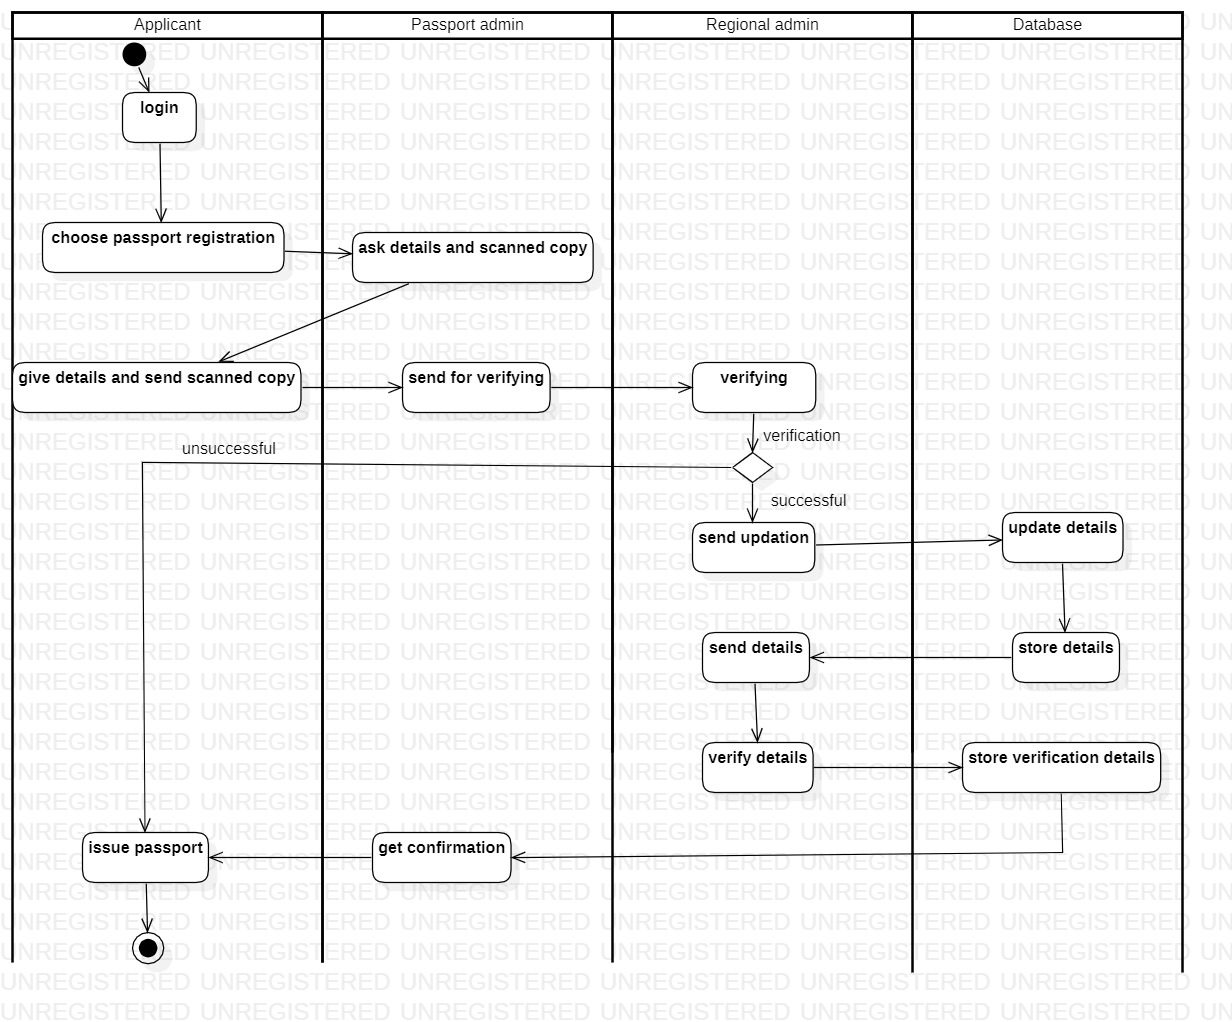 Applicant
Passport admin
Regional admin
Database
login
choose passport registration
ask details and scanned copy
give details and send scanned copy
send for verifying
verifying
verification
unsuccessful
successful
send updation
update details
send details
store details
verify details
store verification details
issue passport
get confirmation
UNREGISTERED